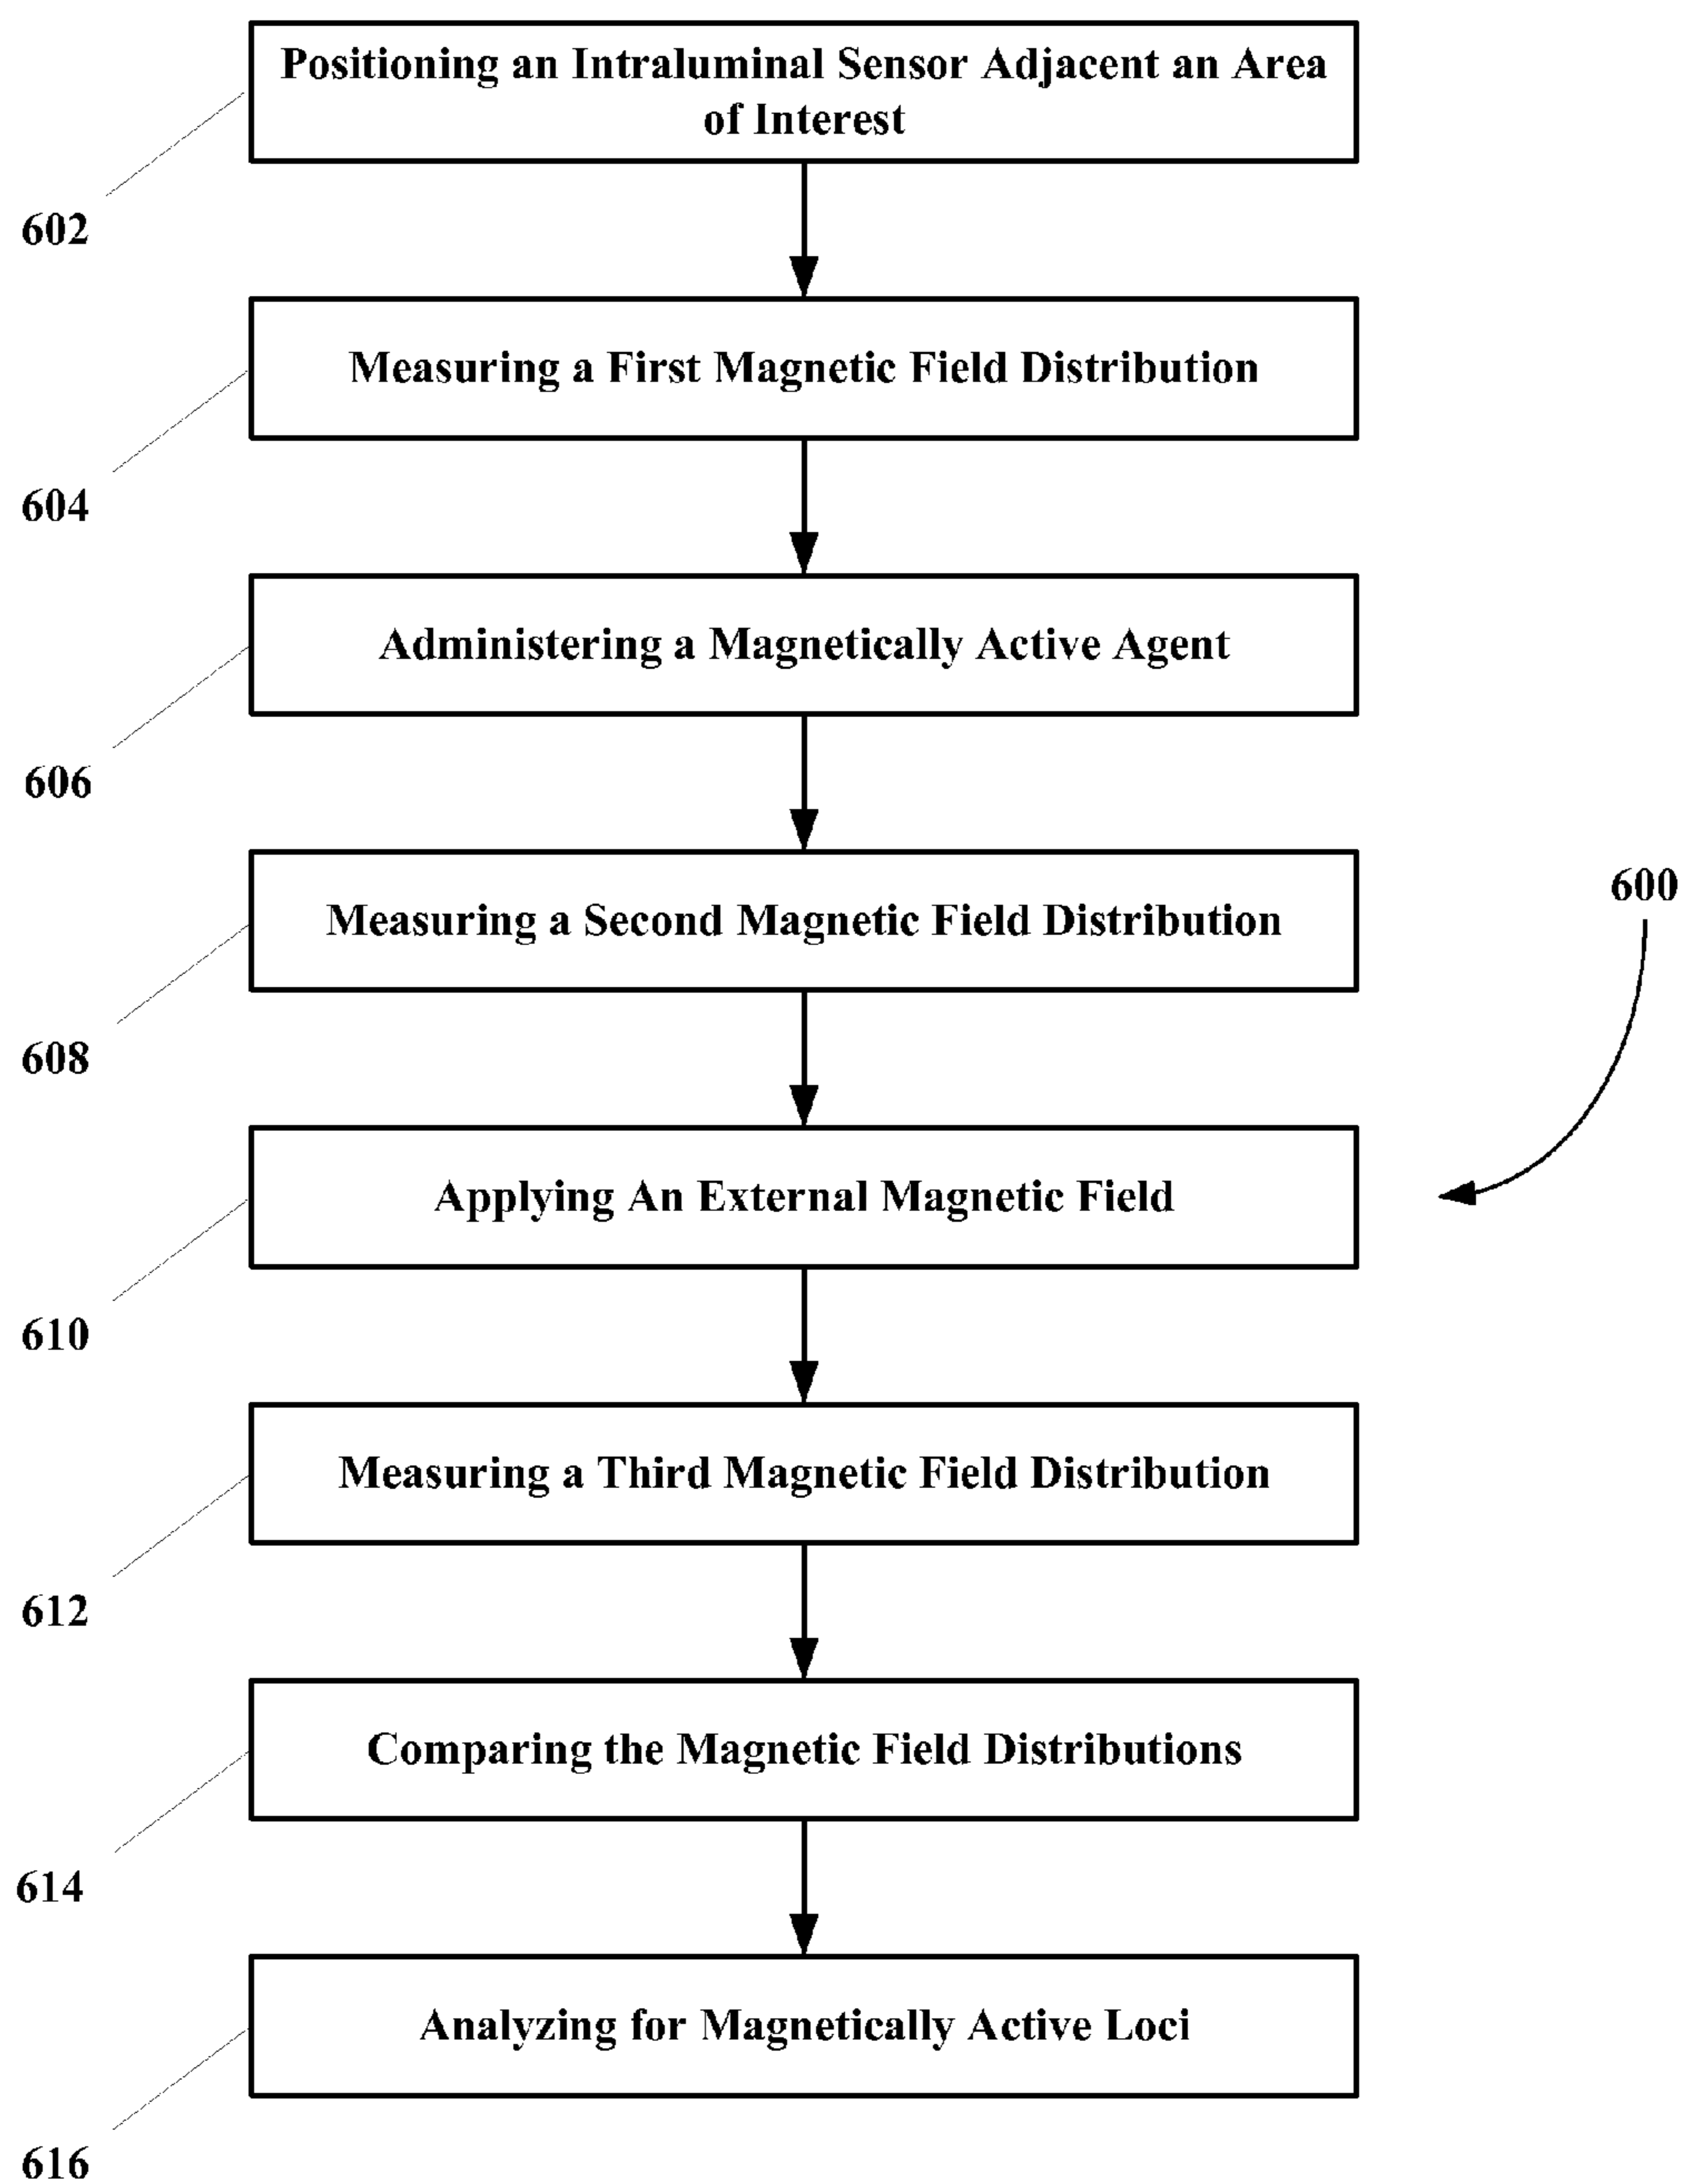 Positioning an Intraluminal Sensor Adjacent an Area
of Interest
602
Measuring a First Magnetic Field Distribution
604
Administering a Magnetically Active Agent
606
Measuring a Second Magnetic Field Distribution
600
608
Applying An External Magnetic Field
610
Measuring a Third Magnetic Field Distribution
612
Comparing the Magnetic Field Distributions
614
Analyzing for Magnetically Active Loci
616